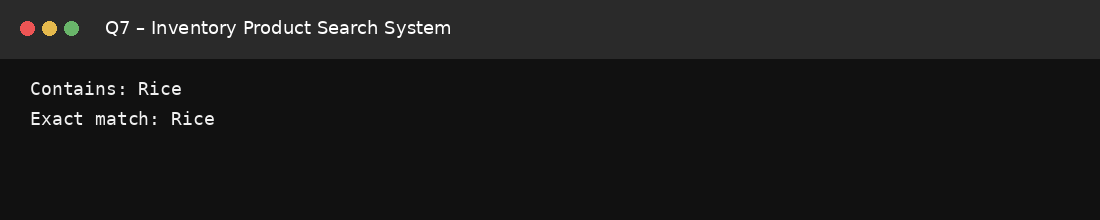 Q7 – Inventory Product Search System
Contains: Rice
Exact match: Rice